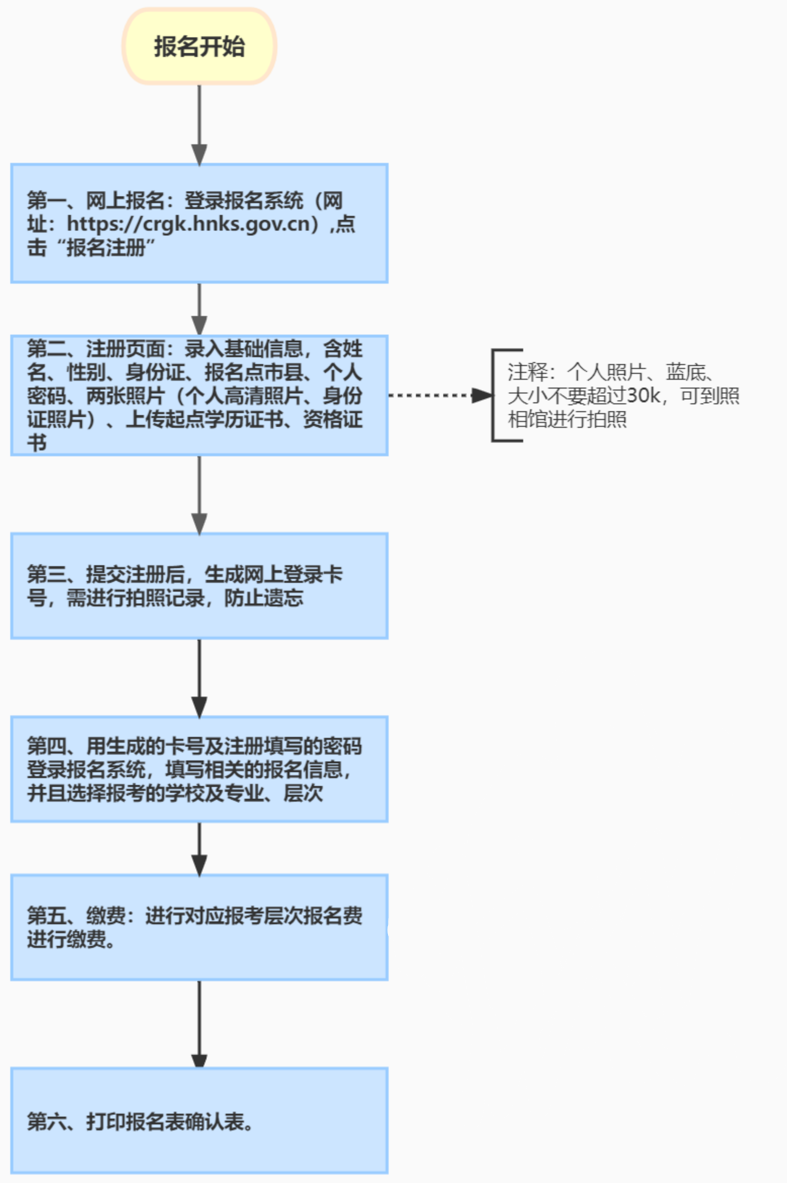 报名开始
第一、网上报名：登录报名系统（网
址：https://crgk.hnks.gov.cn）,点
击“报名注册”
第二、注册页面：录入基础信息，含姓
名、性别、身份证、报名点市县、个人
密码、两张照片（个人高清照片、身份
证照片）、上传起点学历证书、资格证
书
注释：个人照片、蓝底、
大小不要超过30k，可到照
相馆进行拍照
第三、提交注册后，生成网上登录卡
号，需进行拍照记录，防止遗忘
第四、用生成的卡号及注册填写的密码
登录报名系统，填写相关的报名信息，
并且选择报考的学校及专业、层次
第五、缴费：进行对应报考层次报名费
进行缴费。
第六、打印报名表确认表。